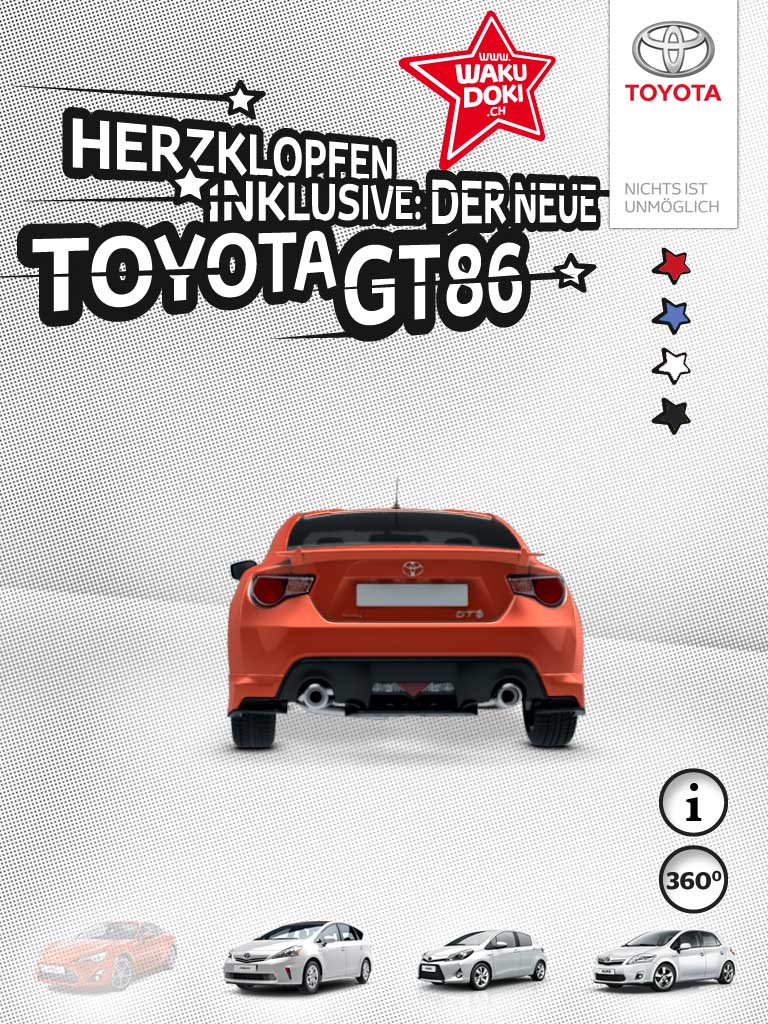 WWW.
WAKU
DOKI
.CH
TOYOTA
NICHTS IST
UNMÖGLICH
HERZKLOPFEN
INKLUSIVE: DER NEUE
TOYOTA GT86
i
360°